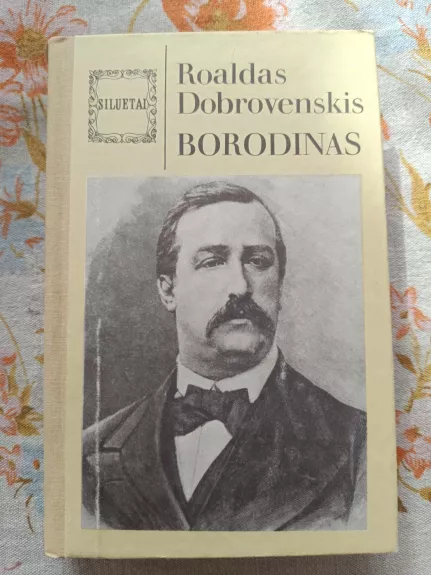 SILUETAI
Roaldas
Dobrovenskis
BORODINAS